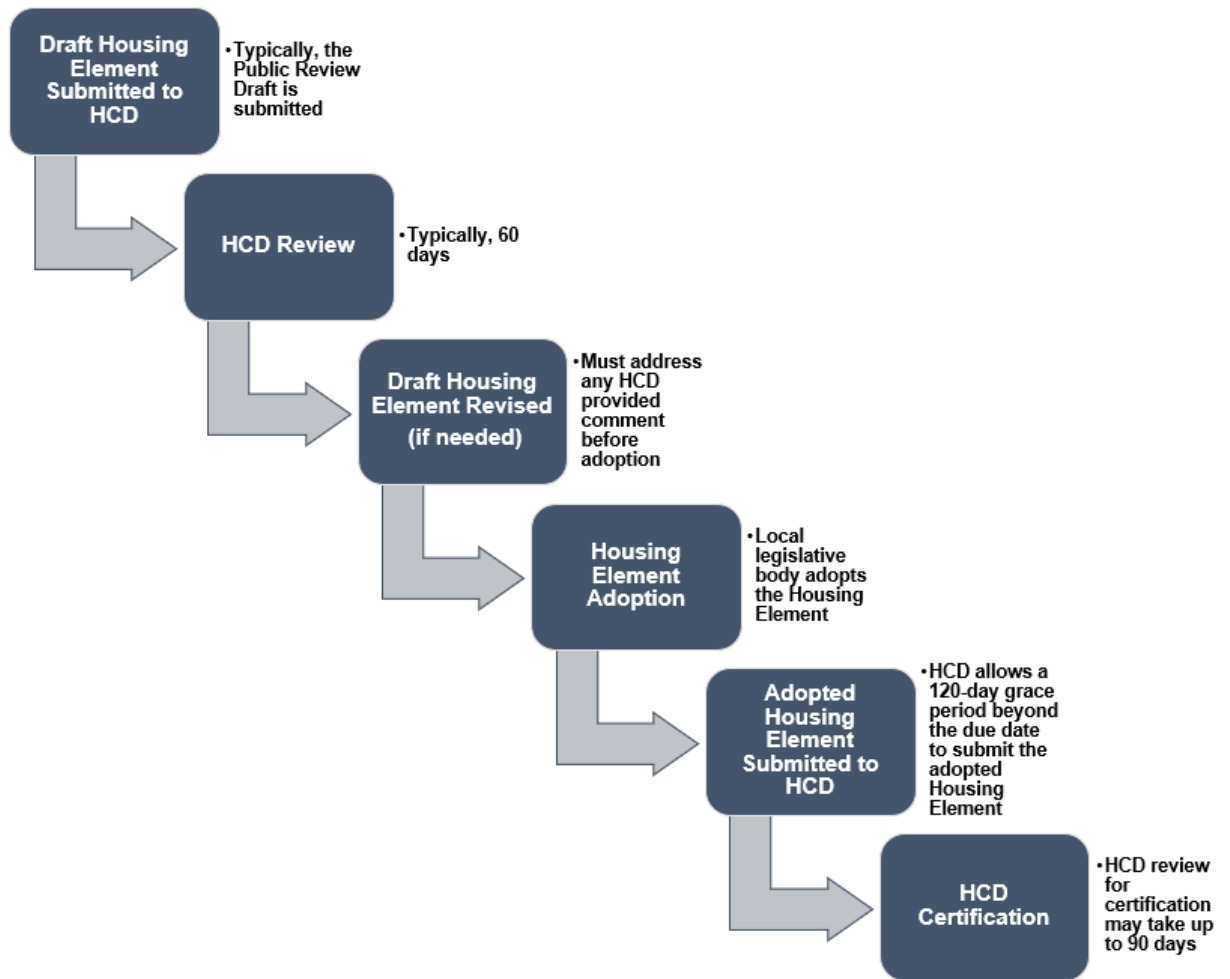 Draft Housing
Element
Submitted to
HCD
•Typically, the
Public Review
Draft is
submitted
HCD Review
•Typically, 60
days
Draft Housing
Element Revised
(if needed)
•Must address
any HCD
provided
comment
before
adoption
Housing
Element
Adoption
•Local
legislative
body adopts
the Housing
Element
Adopted
Housing
Element
Submitted to
HCD
•HCD allows a
120-day grace
period beyond
the due date
to submit the
adopted
Housing
Element
HCD
Certification
•HCD review
for
certification
may take up
to 90 days